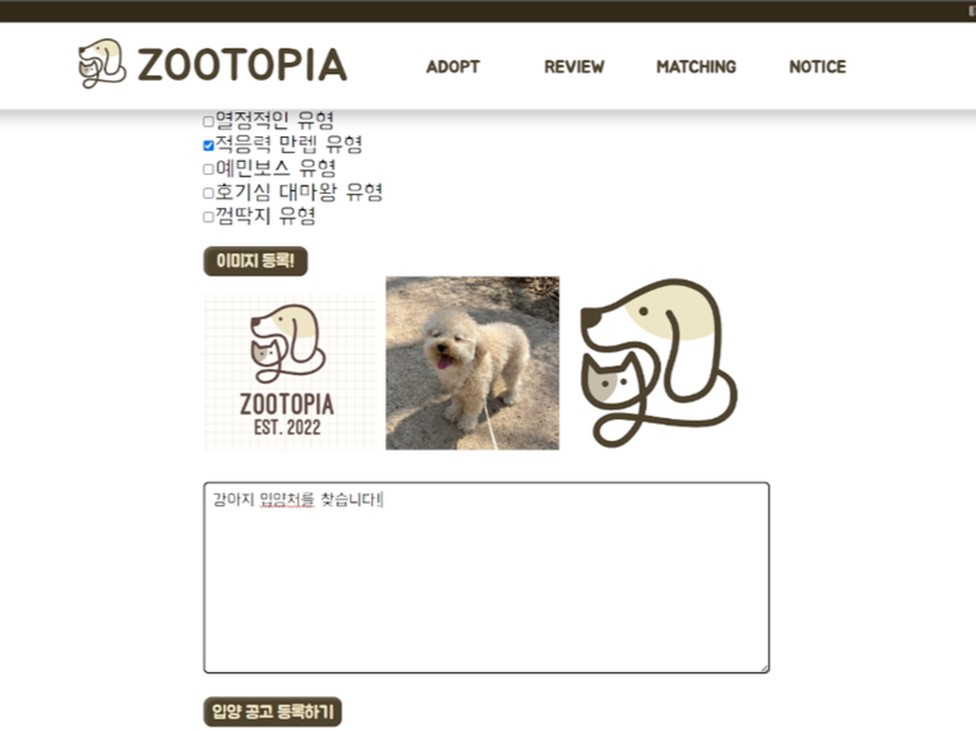 ZOOTOPIA
ADOPT REVIEW MATCHING NOTICE
열정적인 유형
적응력 만렙 유형
예민보스 유형
호기심 대마왕 유형
껌딱지 유형
이미지 등록!
ZOOTOPIA
EST. 2022
강아지 입양처를 찾습니다!
입양 공고 등록하기